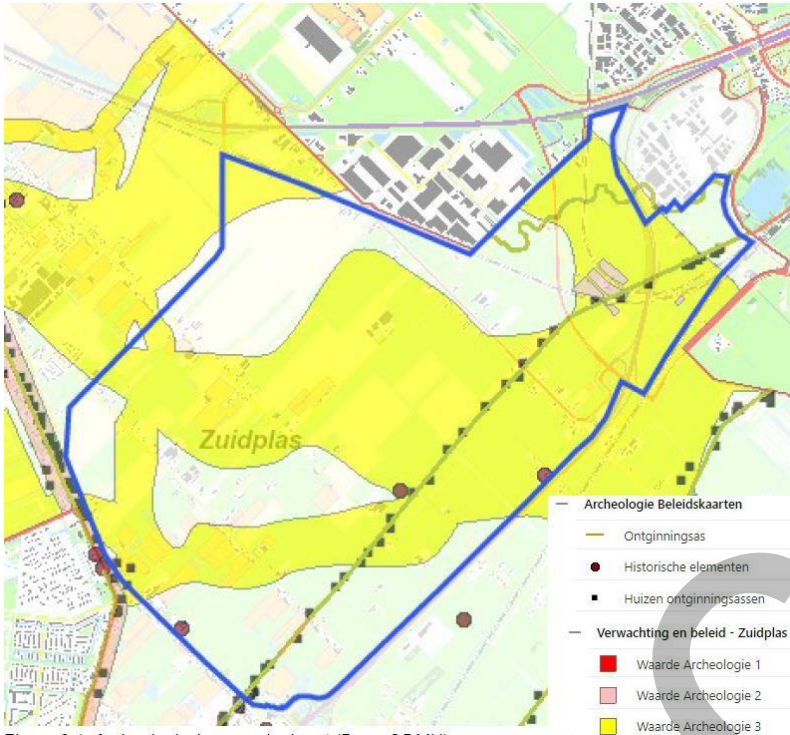 Zuidplas
Archeologie Beleidskaarten
Ontginningsas
Historische elementen
Huizen ontginningsassen
Verwachting en beleid - Zuidplas
Waarde Archeologie 1
Waarde Archeologie 2
Waarde Archeologie 3